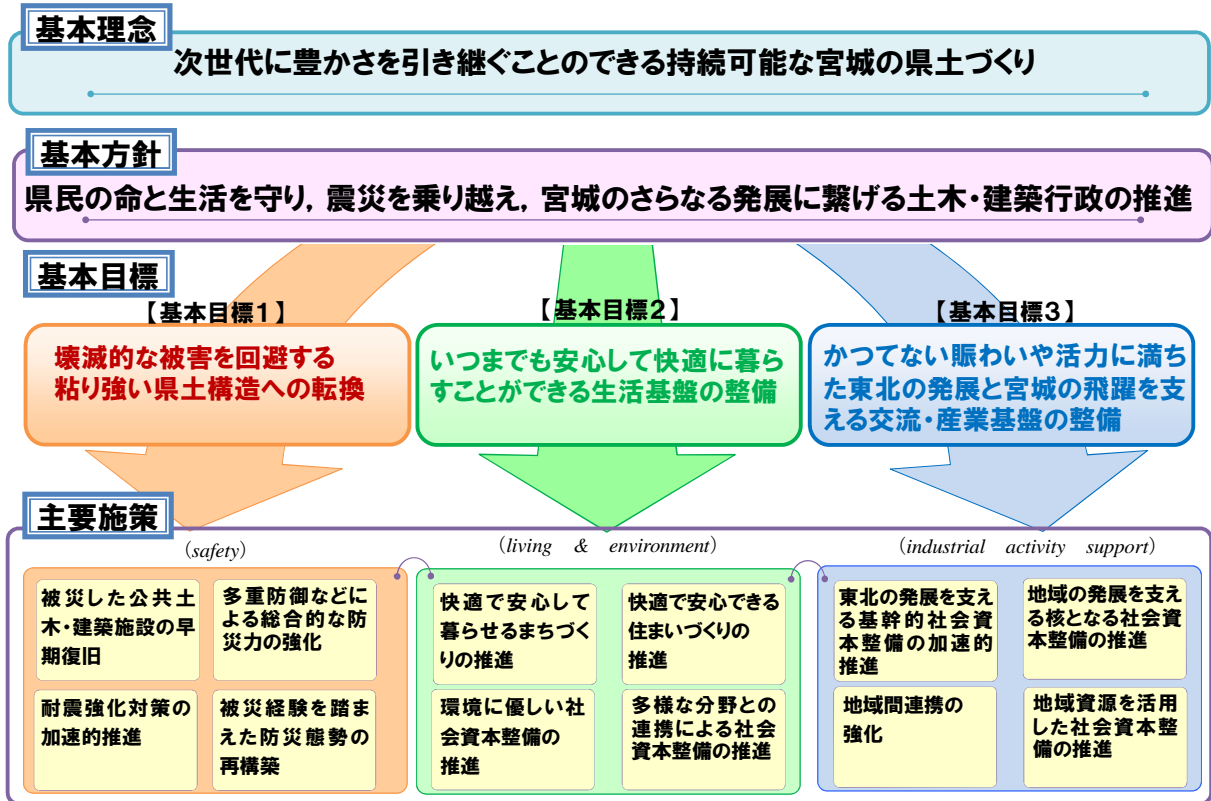 基本理念
次世代に豊かさを引き継ぐことのできる持続可能な宮城の県土づくり
基本方針
県民の命と生活を守り，震災を乗り越え，宮城のさらなる発展に繋げる土木・建築行政の推進
基本目標
【基本目標１】
壊滅的な被害を回避する
粘り強い県土構造への転換
【基本目標２】
いつまでも安心して快適に暮ら
すことができる生活基盤の整備
【基本目標３】
かつてない賑わいや活力に満ち
た東北の発展と宮城の飛躍を支
える交流・産業基盤の整備
主要施策
（safety）
被災した公共土
木・建築施設の早
期復旧
多重防御などに
よる総合的な防
災力の強化
耐震強化対策の
加速的推進
被災経験を踏ま
えた防災態勢の
再構築
（living & environment）
快適で安心して
暮らせるまちづく
りの推進
快適で安心できる
住まいづくりの
推進
環境に優しい社
会資本整備の
推進
多様な分野との
連携による社会
資本整備の推進
（industrial activity support）
東北の発展を支え
る基幹的社会資
本整備の加速的
推進
地域の発展を支え
る核となる社会資
本整備の推進
地域間連携の
強化
地域資源を活用
した社会資本整
備の推進